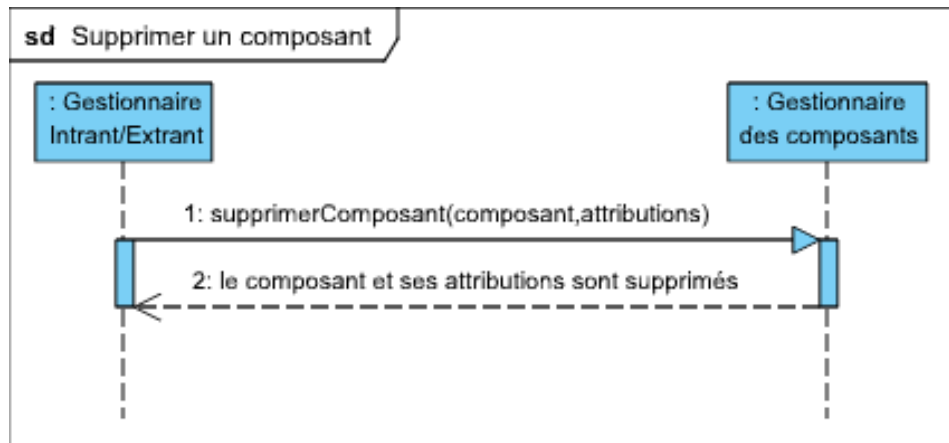 sd Supprimer un composant
: Gestionnaire
Intrant/Extrant
: Gestionnaire
des composants
1: supprimerComposant(composant,attributions)
2: le composant et ses attributions sont supprimés